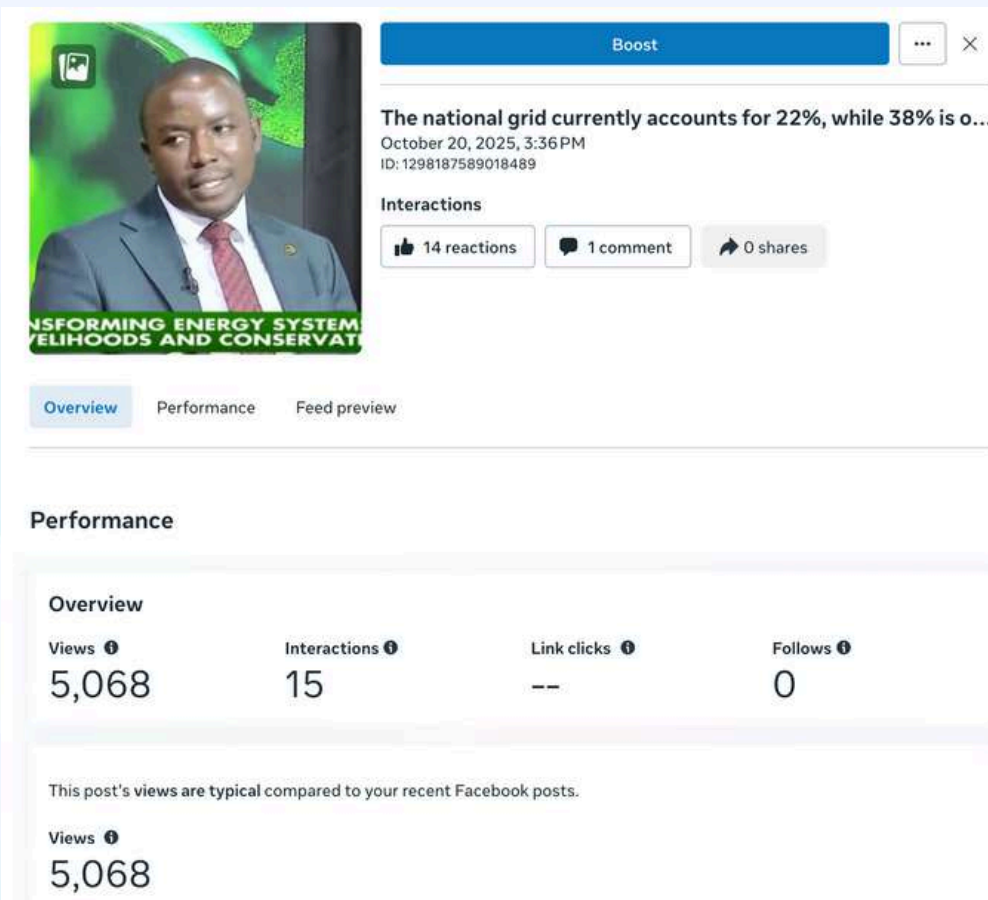 Boost
The national grid currently accounts for 22%, while 38% is o...
October 20, 2025, 3:36 PM
ID: 1298187589018489
Interactions
14 reactions
1 comment
0 shares
NSFORMING ENERGY SYSTEM
VELIHOODS AND CONSERVATI
Overview
Performance
Feed preview
Performance
Overview
Views
Interactions
Link clicks
Follows
5,068
15
--
0
This post's views are typical compared to your recent Facebook posts.
Views
5,068